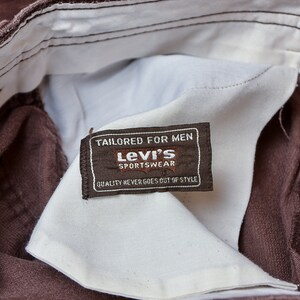 TAILORED FOR MEN
LeVI'S
SPORTSWEAR
QUALITY NEVER GOES OUT OF STYLE